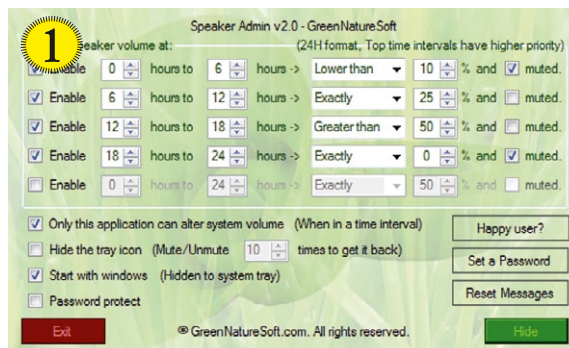 Speaker Admin v2.0 - GreenNatureSoft
1
eaker volume at: (24H format, Top time intervals have higher priority)
Enable 0 hours to 6 hours -> Lower than 10 % and muted.
Enable 6 hours to 12 hours -> Exactly 25 % and muted.
Enable 12 hours to 18 hours -> Greater than 50 % and muted.
Enable 18 hours to 24 hours -> Exactly 0 % and muted.
Enable 0 hours to 24 hours -> Exactly 50 % and muted.
Only this application can alter system volume (When in a time interval)
Happy user?
Hide the tray icon (Mute/Unmute 10 times to get it back)
Set a Password
Start with windows (Hidden to system tray)
Reset Messages
Password protect
Exit
© GreenNatureSoft.com. All rights reserved.
Hide